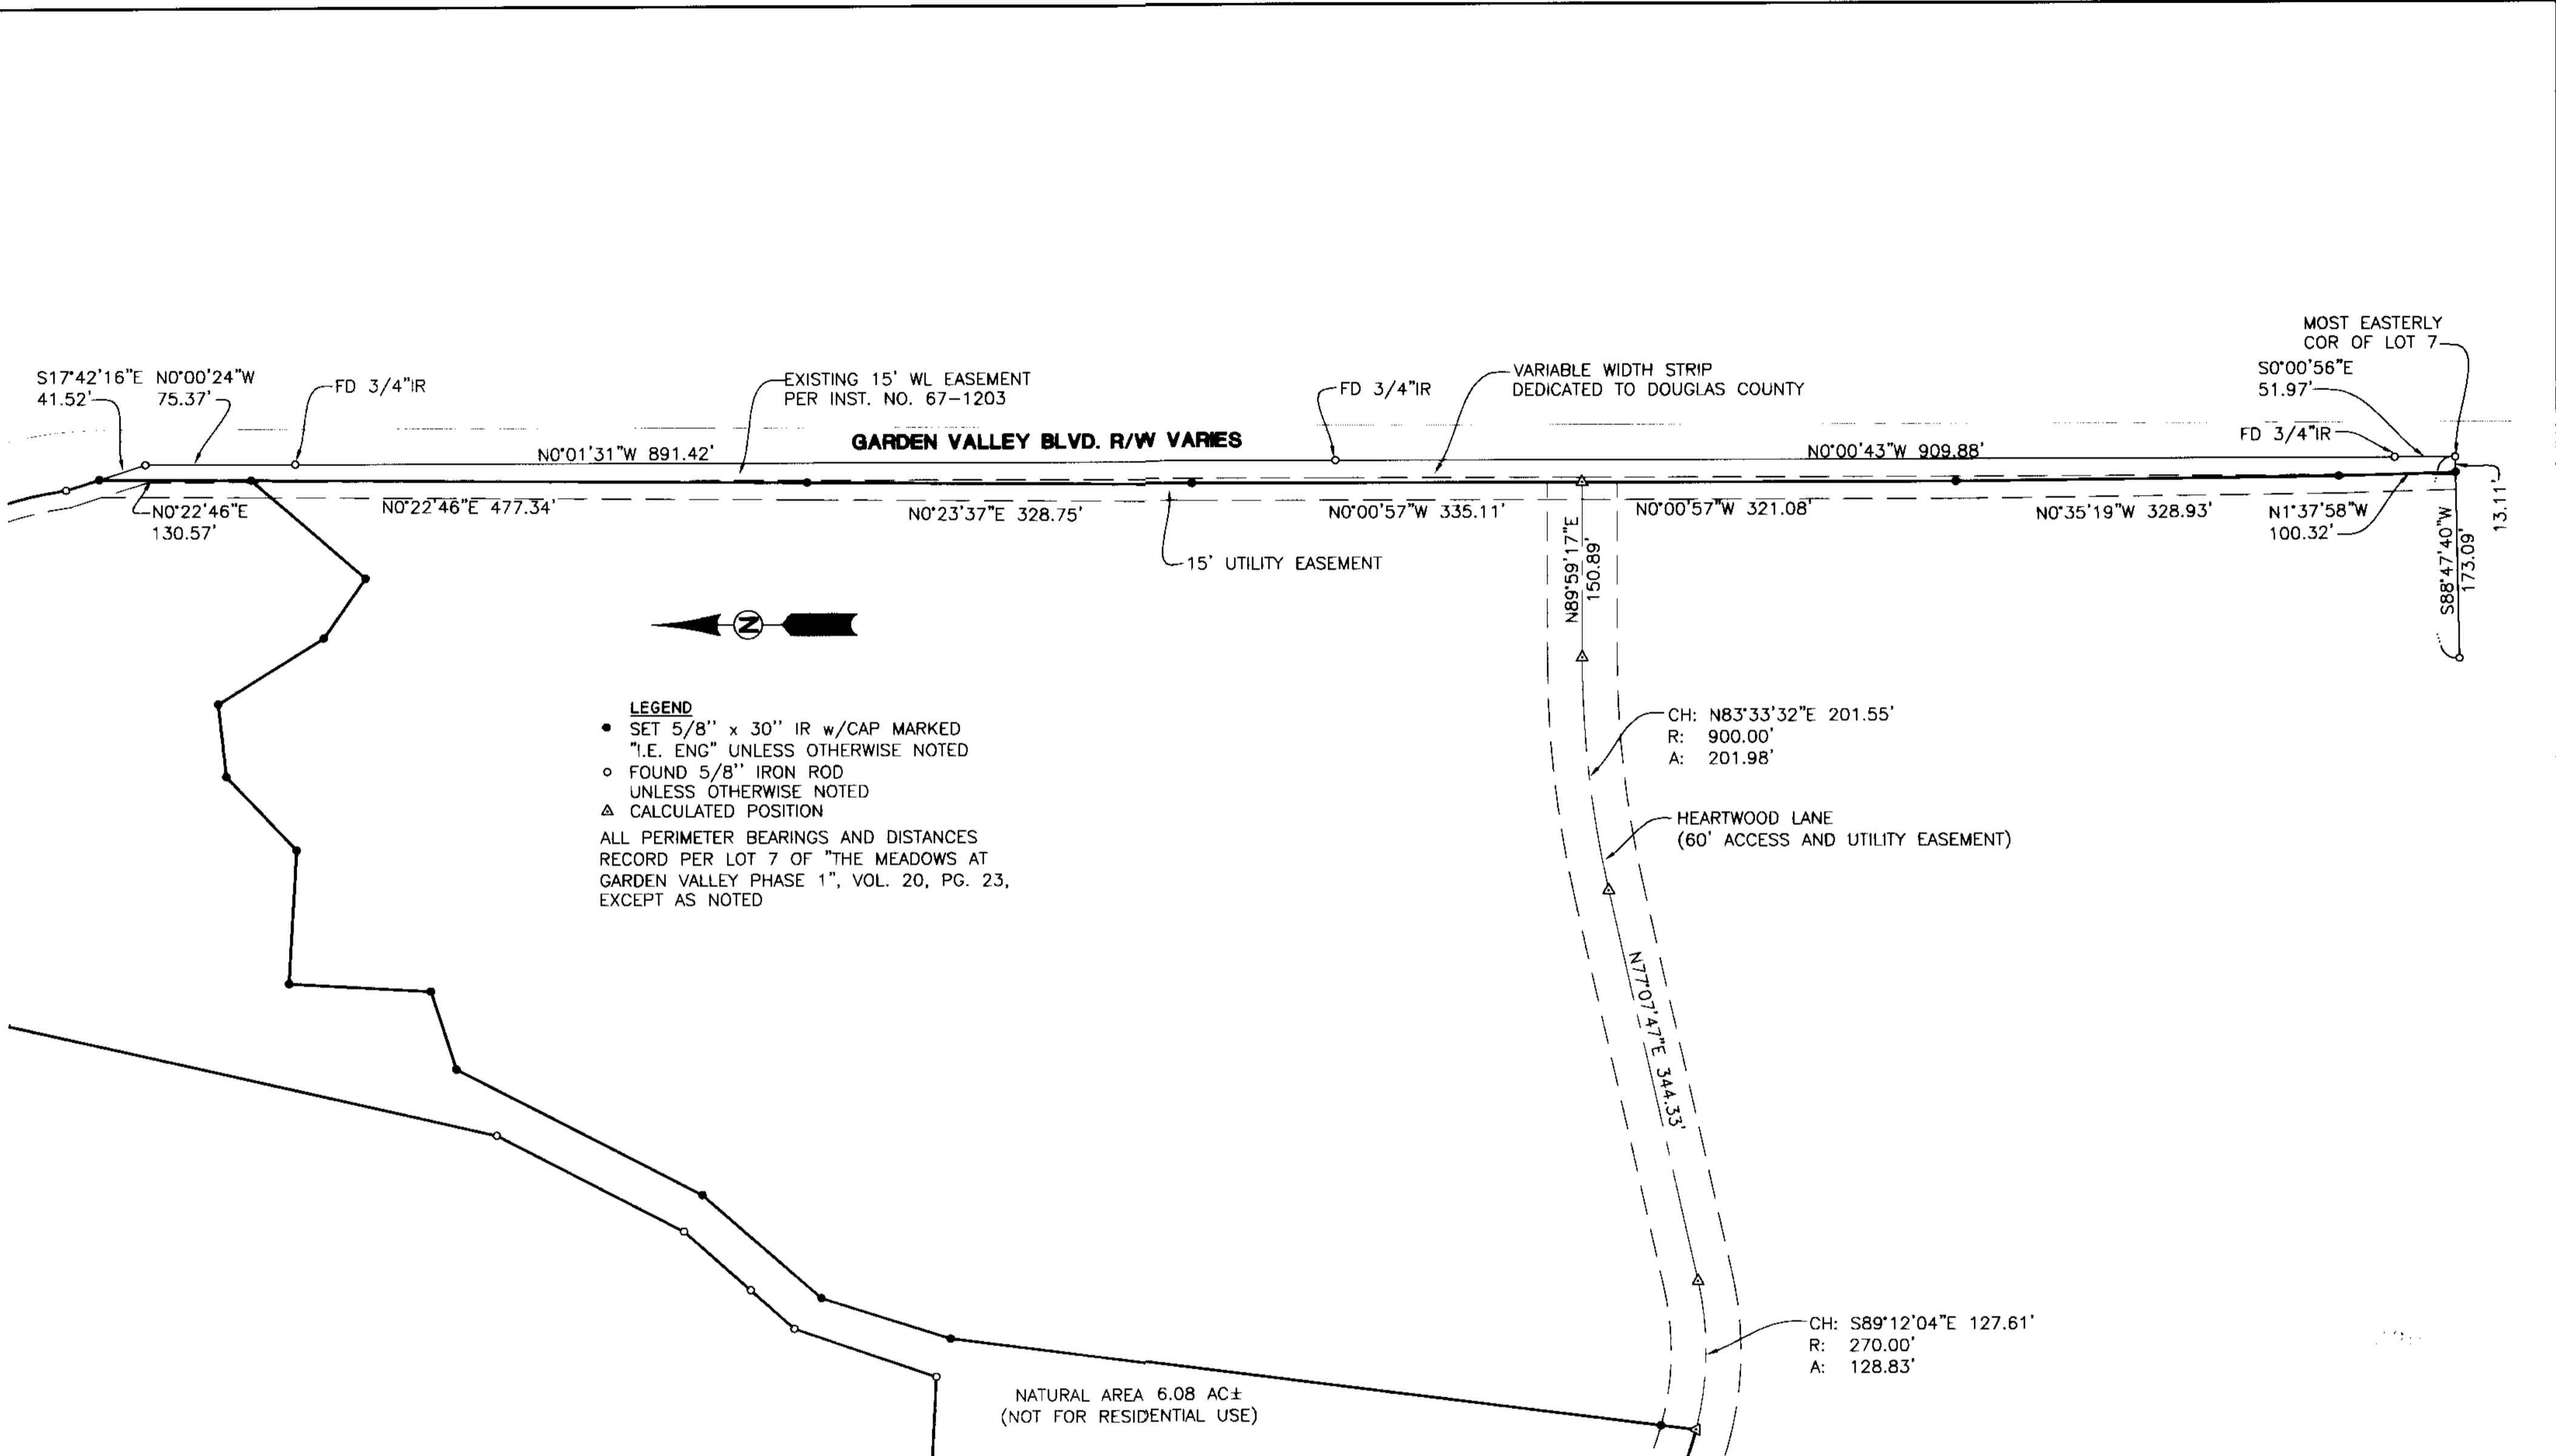 MOST EASTERLY
COR OF LOT 7
S0°00'56"E
51.97'
FD 3/4"IR
S17°42'16"E
41.52'
N0°00'24"W
75.37'
FD 3/4"IR
EXISTING 15' WL EASEMENT
PER INST. NO. 67-1203
FD 3/4"IR
VARIABLE WIDTH STRIP
DEDICATED TO DOUGLAS COUNTY
GARDEN VALLEY BLVD. R/W VARIES
N0°01'31"W 891.42'
N0°00'43"W 909.88'
N0°22'46"E
130.57'
N0°22'46"E 477.34'
N0°23'37"E 328.75'
N0°00'57"W 335.11'
N0°00'57"W 321.08'
N0°35'19"W 328.93'
N1°37'58"W
100.32'
13.11'
S88°47'40"W
173.09'
15' UTILITY EASEMENT
N89°59'17"E
150.89'
N
LEGEND
SET 5/8" x 30" IR w/CAP MARKED
"I.E. ENG" UNLESS OTHERWISE NOTED
FOUND 5/8" IRON ROD
UNLESS OTHERWISE NOTED
CALCULATED POSITION
ALL PERIMETER BEARINGS AND DISTANCES
RECORD PER LOT 7 OF "THE MEADOWS AT
GARDEN VALLEY PHASE 1", VOL. 20, PG. 23,
EXCEPT AS NOTED
CH: N83°33'32"E 201.55'
R: 900.00'
A: 201.98'
HEARTWOOD LANE
(60' ACCESS AND UTILITY EASEMENT)
N77°07'47"E 344.33'
CH: S89°12'04"E 127.61'
R: 270.00'
A: 128.83'
NATURAL AREA 6.08 AC±
(NOT FOR RESIDENTIAL USE)